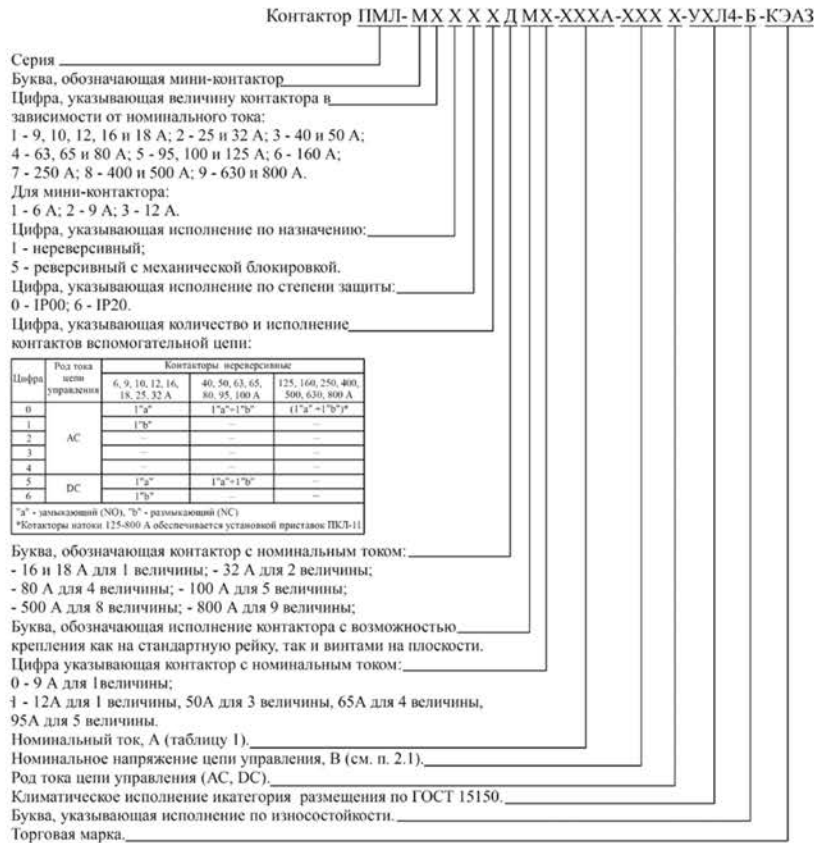 Контактор ПМЛ-МХ Х Х Х Д МХ-ХХХА-ХХХ Х-УХЛ4-Б -КЭАЗ
Серия
Буква, обозначающая мини-контактор
Цифра, указывающая величину контактора в
зависимости от номинального тока:
1 - 9, 10, 12, 16 и 18 А; 2 - 25 и 32 А; 3 - 40 и 50 А;
4 - 63, 65 и 80 А; 5 - 95, 100 и 125 А; 6 - 160 А;
7 - 250 А; 8 - 400 и 500 А; 9 - 630 и 800 А.
Для мини-контактора:
1 - 6 А; 2 - 9 А; 3 - 12 А.
Цифра, указывающая исполнение по назначению:
1 - нереверсивный;
5 - реверсивный с механической блокировкой.
Цифра, указывающая исполнение по степени защиты:
0 - IP00; 6 - IP20.
Цифра, указывающая количество и исполнение
контактов вспомогательной цепи:
Цифра Род тока цепи управления Контакторы нереверсивные
6, 9, 10, 12, 16, 18, 25, 32 А 40, 50, 63, 65, 80, 95, 100 А 125, 160, 250, 400, 500, 630, 800 А
0 AC 1"a" 1"a"+1"b" (1"a" +1"b")*
1 1"b" – –
2 – – –
3 – – –
4 – – –
5 DC 1"a" 1"a"+1"b" –
6 1"b" – –
"a" - замыкающий (NO), "b" - размыкающий (NC)
*Котакторы натоки 125-800 А обеспечивается установкой приставок ПКЛ-11
Буква, обозначающая контактор с номинальным током:
- 16 и 18 А для 1 величины; - 32 А для 2 величины;
- 80 А для 4 величины; - 100 А для 5 величины;
- 500 А для 8 величины; - 800 А для 9 величины;
Буква, обозначающая исполнение контактора с возможностью
крепления как на стандартную рейку, так и винтами на плоскости.
Цифра указывающая контактор с номинальным током:
0 - 9 А для 1величины;
1 - 12А для 1 величины, 50А для 3 величины, 65А для 4 величины,
95А для 5 величины.
Номинальный ток, А (таблицу 1).
Номинальное напряжение цепи управления, В (см. п. 2.1).
Род тока цепи управления (AC, DC).
Климатическое исполнение икатегория размещения по ГОСТ 15150.
Буква, указывающая исполнение по износостойкости.
Торговая марка.